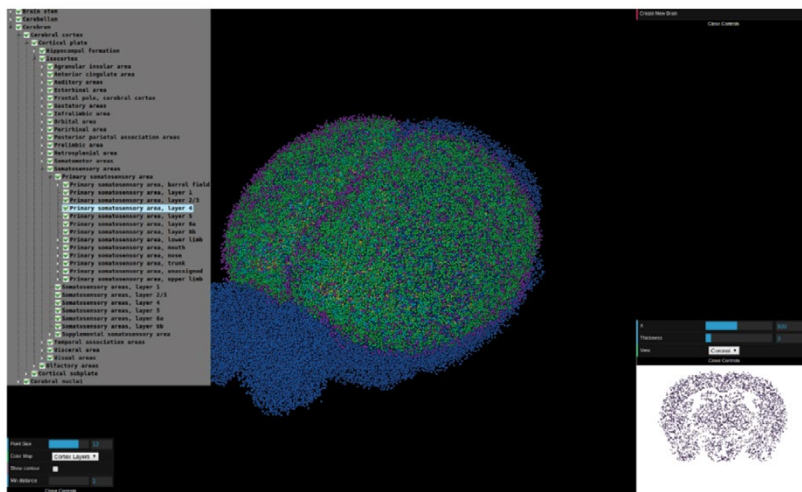 Brain stem
Cerebellum
Cerebrum
Cerebral cortex
Cortical plate
Hippocampal formation
Isocortex
Agranular insular area
Anterior cingulate area
Auditory areas
Ectorhinal area
Frontal pole, cerebral cortex
Gustatory areas
Infralimbic area
Orbital area
Perirhinal area
Posterior parietal association areas
Prelimbic area
Retrosplenial area
Somatomotor areas
Somatosensory areas
Primary somatosensory area
Primary somatosensory area, barrel field
Primary somatosensory area, layer 1
Primary somatosensory area, layer 2/3
Primary somatosensory area, layer 4
Primary somatosensory area, layer 5
Primary somatosensory area, layer 6a
Primary somatosensory area, layer 6b
Primary somatosensory area, lower limb
Primary somatosensory area, mouth
Primary somatosensory area, nose
Primary somatosensory area, trunk
Primary somatosensory area, unassigned
Primary somatosensory area, upper limb
Somatosensory areas, layer 1
Somatosensory areas, layer 2/3
Somatosensory areas, layer 4
Somatosensory areas, layer 5
Somatosensory areas, layer 6a
Somatosensory areas, layer 6b
Supplemental somatosensory area
Temporal association areas
Visceral area
Visual areas
Olfactory areas
Cortical subplate
Cerebral nuclei
Point Size 12
Color Map Cortex Layers
Show contour
Min distance 1
Close Controls
Create New Brain
Close Controls
X
Thickness
View Coronal
Close Controls